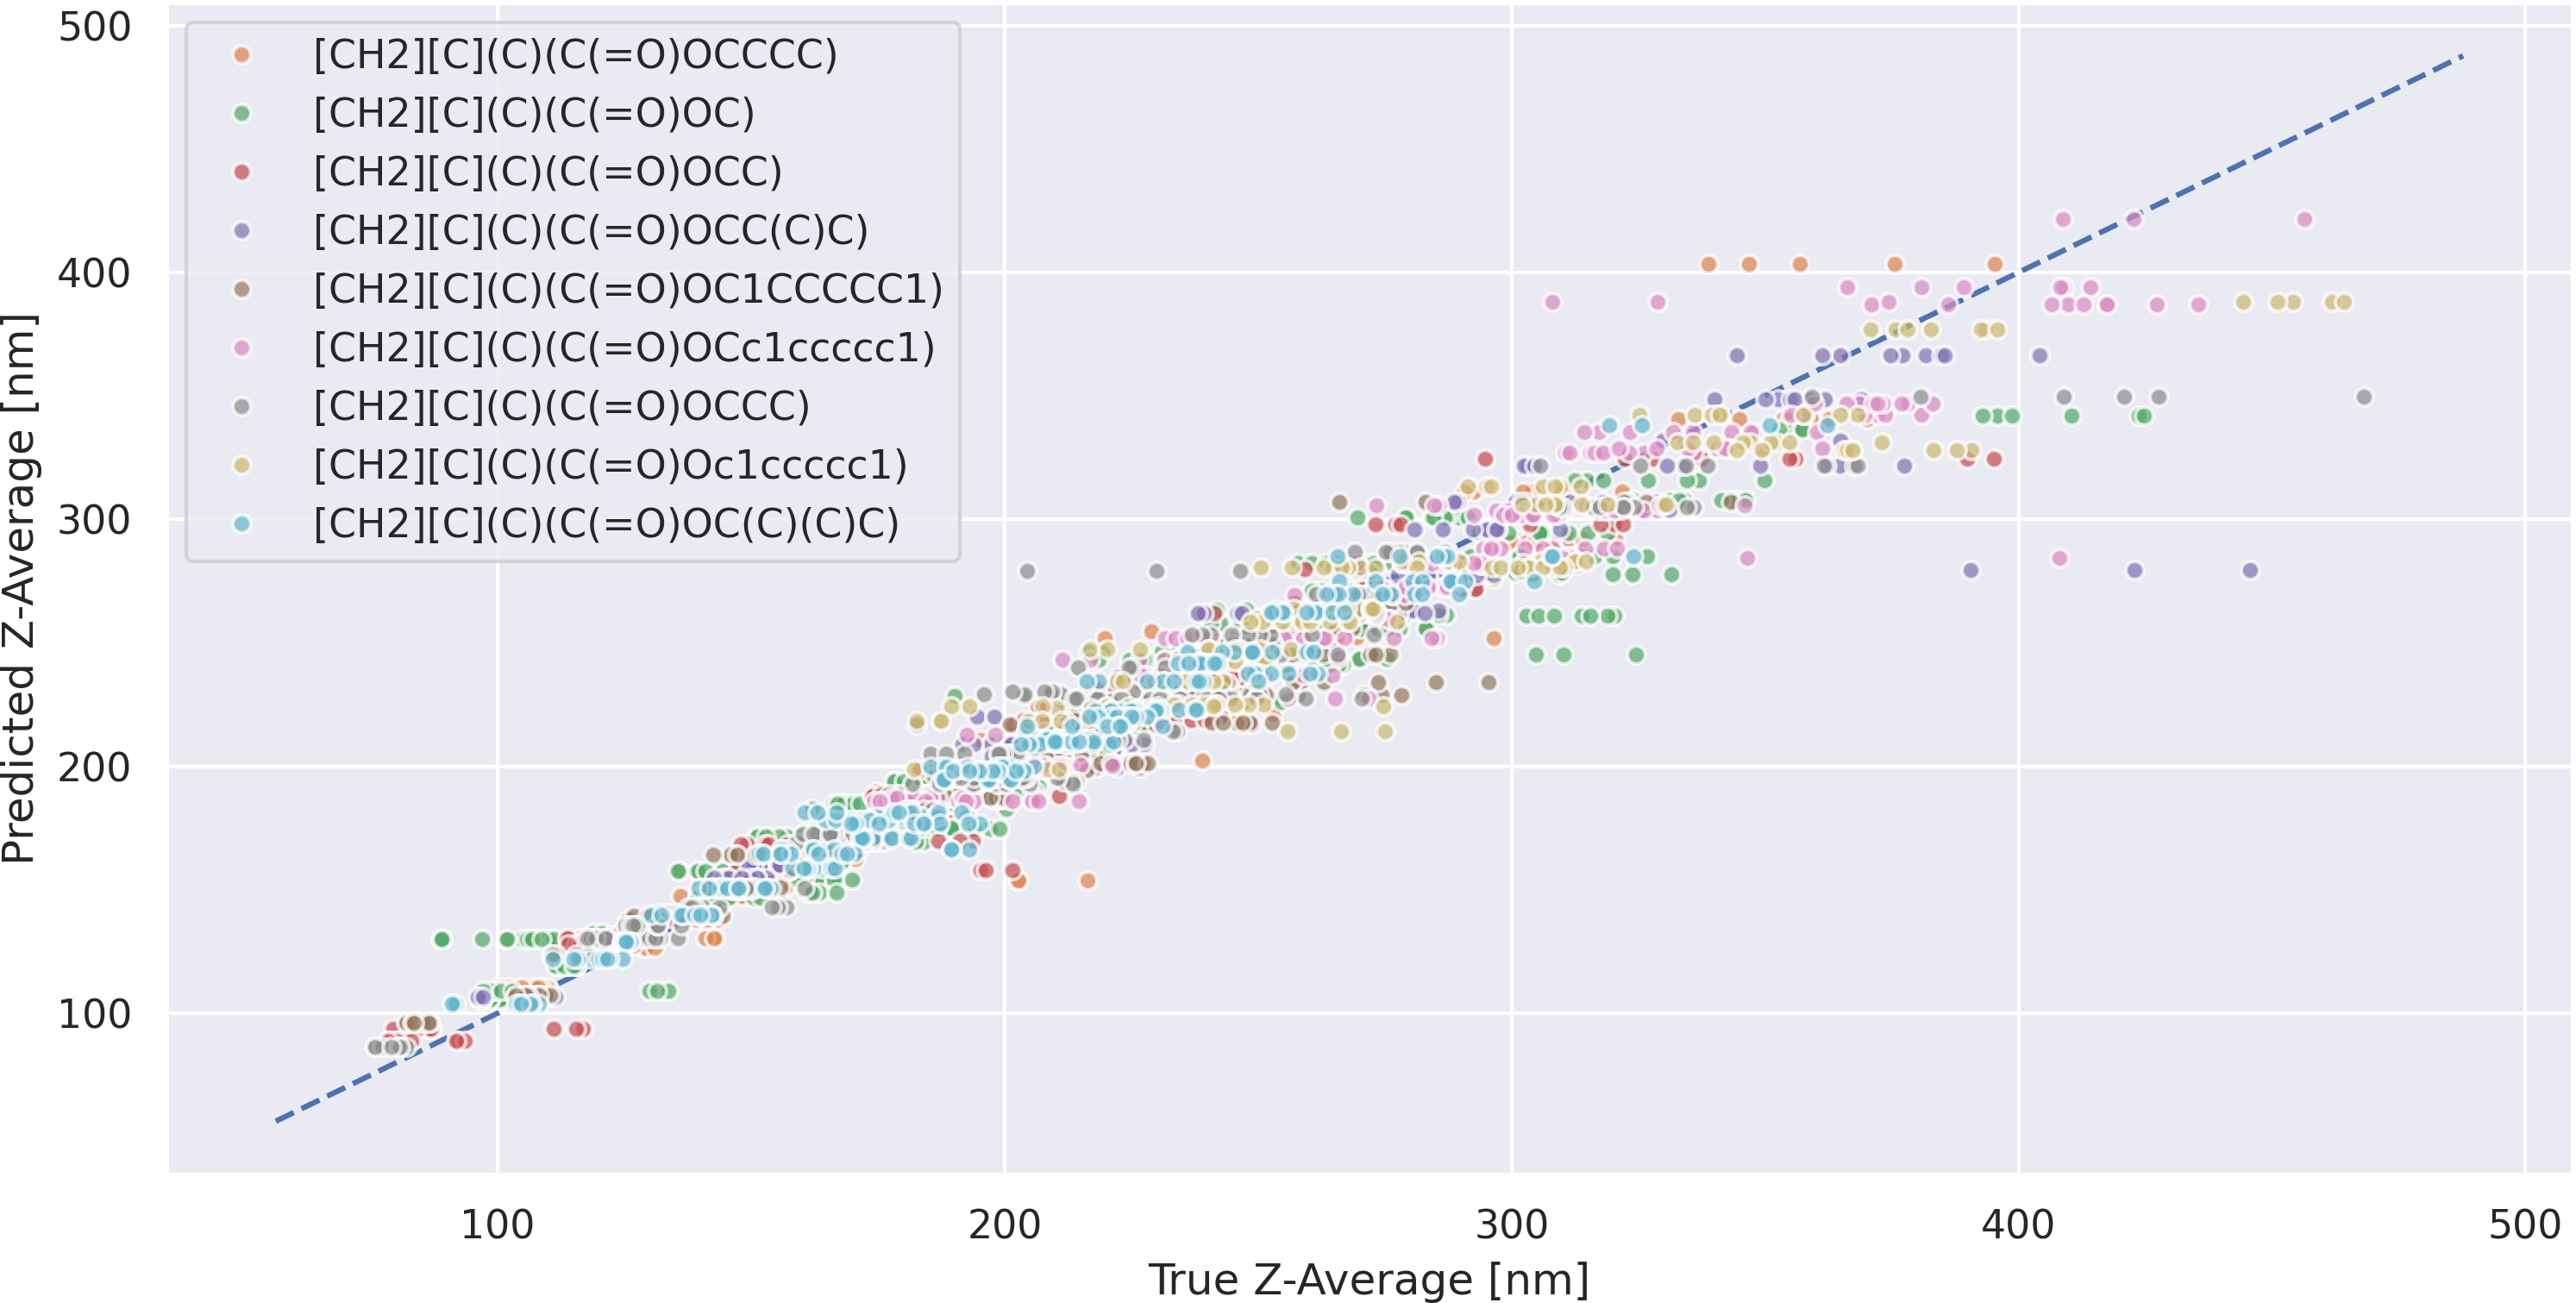 500
400
300
200
100
Predicted Z-Average [nm]
[CH2][C](C)(C(=O)OCCCC)
[CH2][C](C)(C(=O)OC)
[CH2][C](C)(C(=O)OCC)
[CH2][C](C)(C(=O)OCC(C)C)
[CH2][C](C)(C(=O)OC1CCCCC1)
[CH2][C](C)(C(=O)OCc1ccccc1)
[CH2][C](C)(C(=O)OCCC)
[CH2][C](C)(C(=O)Oc1ccccc1)
[CH2][C](C)(C(=O)OC(C)(C)C)
100 200 300 400 500
True Z-Average [nm]